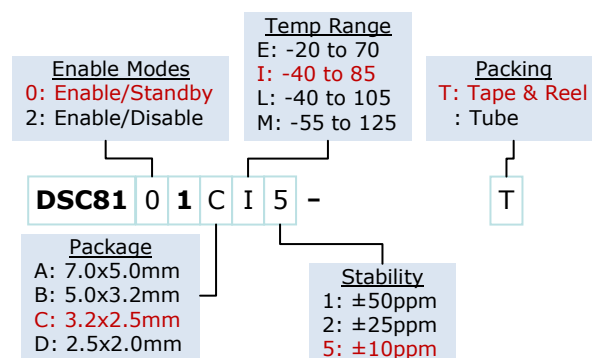 Temp Range
E: -20 to 70
I: -40 to 85
L: -40 to 105
M: -55 to 125
Enable Modes
0: Enable/Standby
2: Enable/Disable
Packing
T: Tape & Reel
: Tube
DSC81 0 1 C I 5 - T
Package
A: 7.0x5.0mm
B: 5.0x3.2mm
C: 3.2x2.5mm
D: 2.5x2.0mm
Stability
1: ±50ppm
2: ±25ppm
5: ±10ppm